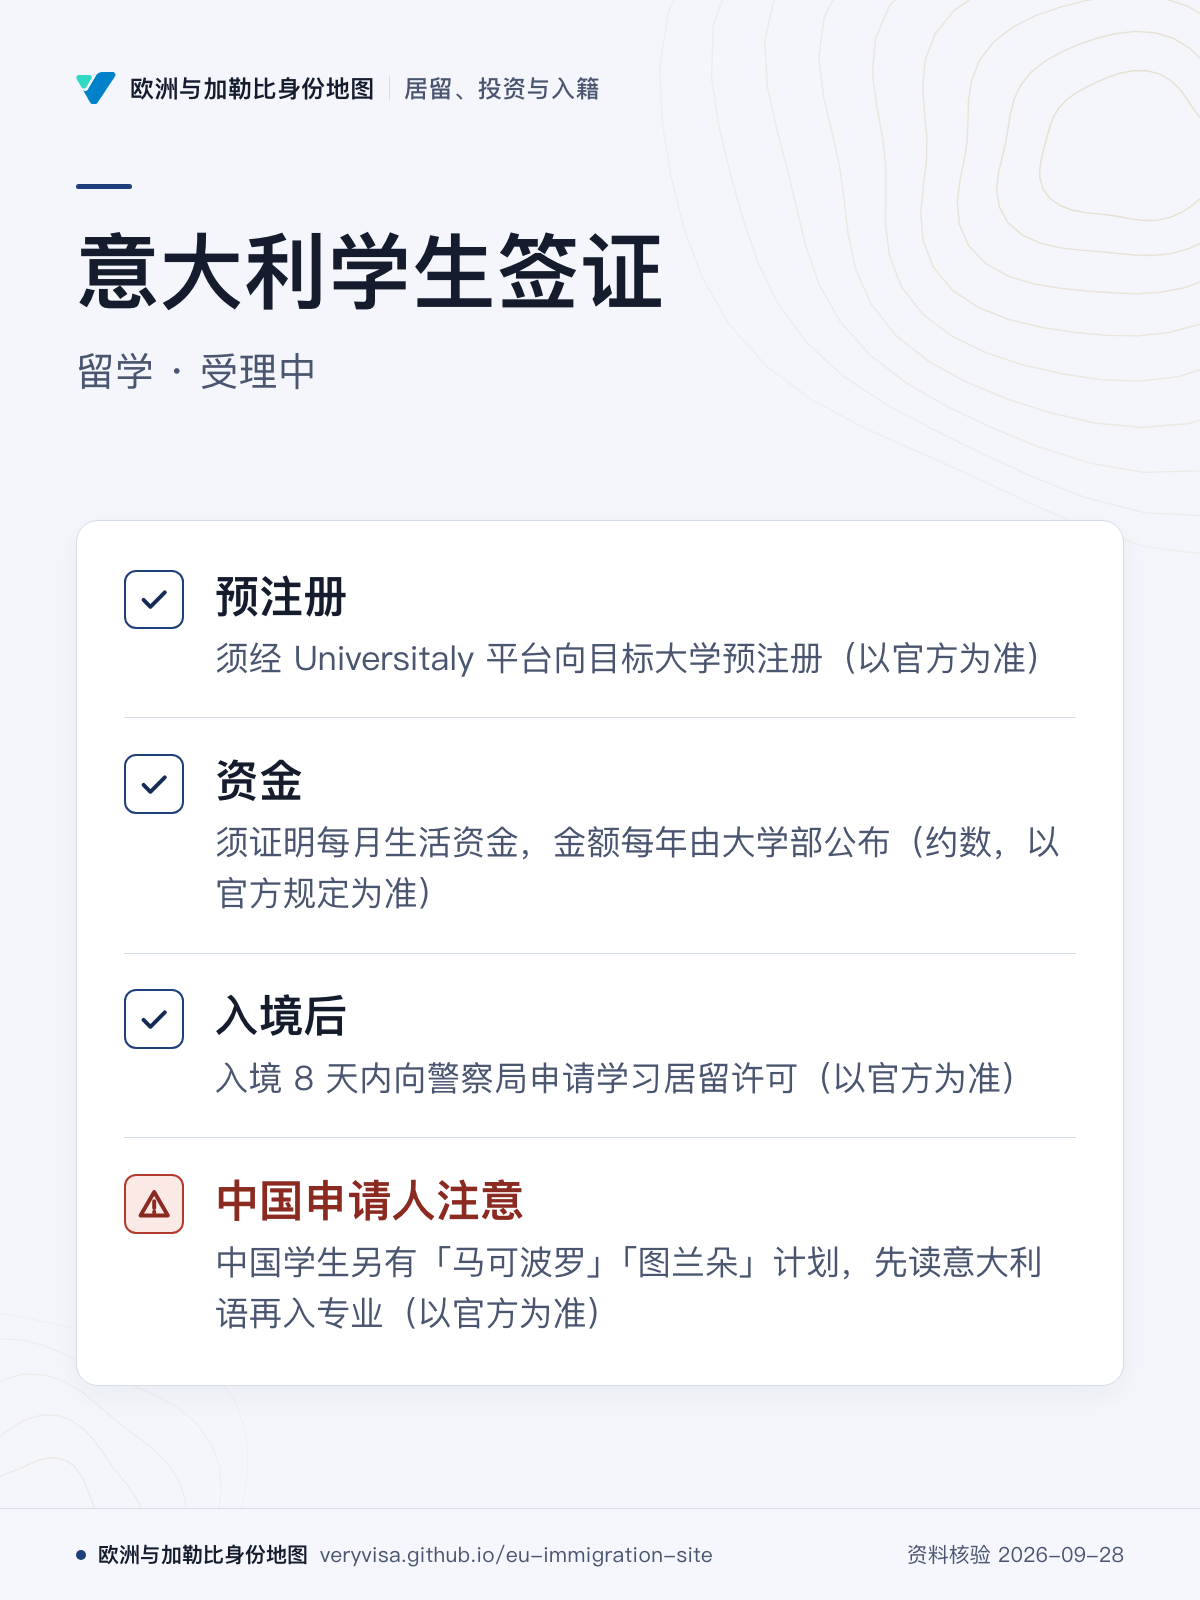 欧洲与加勒比身份地图 居留、投资与入籍
意大利学生签证
留学 · 受理中
预注册
须经 Universitaly 平台向目标大学预注册（以官方为准）
资金
须证明每月生活资金，金额每年由大学部公布（约数，以
官方规定为准）
入境后
入境 8 天内向警察局申请学习居留许可（以官方为准）
中国申请人注意
中国学生另有「马可波罗」「图兰朵」计划，先读意大利
语再入专业（以官方为准）
欧洲与加勒比身份地图 veryvisa.github.io/eu-immigration-site 资料核验 2026-09-28